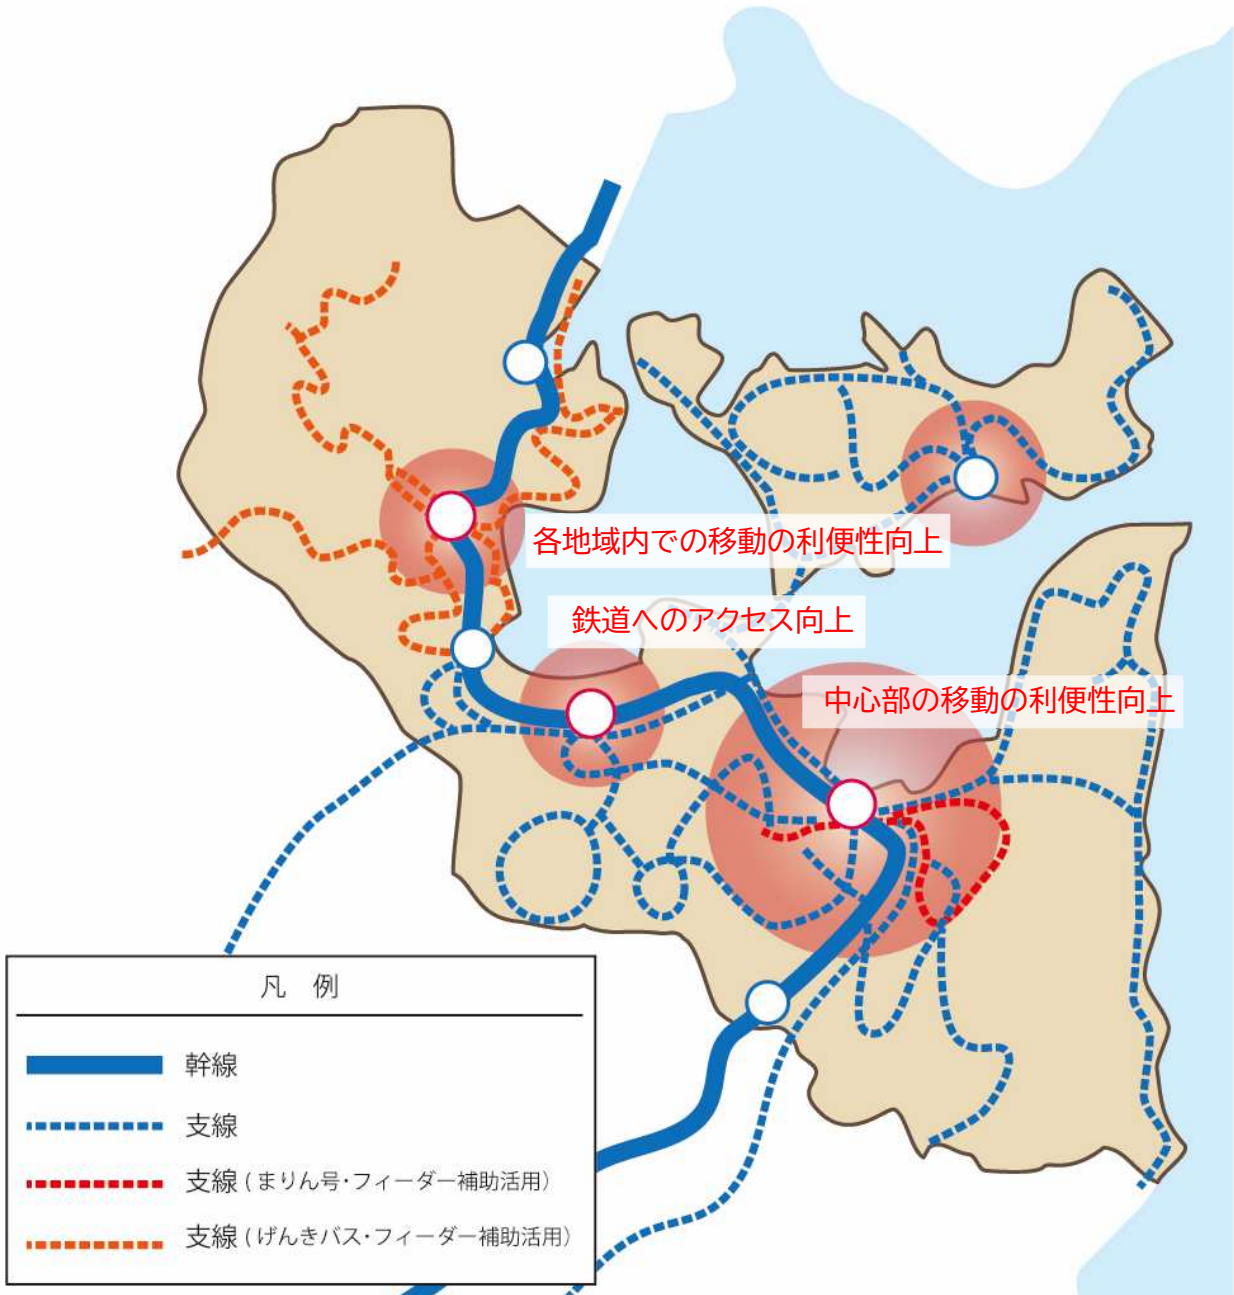 各地域内での移動の利便性向上
鉄道へのアクセス向上
中心部の移動の利便性向上
凡 例
幹線
支線
支線(まりん号・フィーダー補助活用)
支線(げんきバス・フィーダー補助活用)